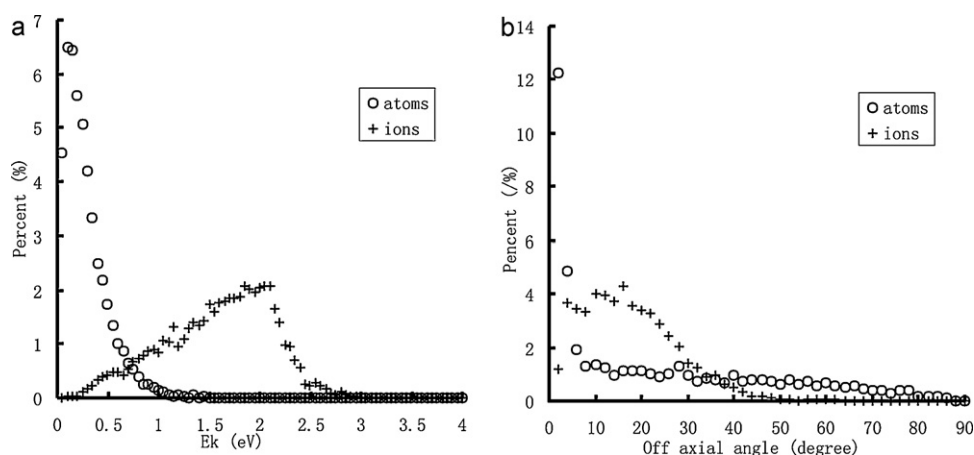 a
7
6
5
4
3
2
1
0
Percent (%)
atoms
ions
0 0.5 1 1.5 2 2.5 3 3.5 4
Ek (eV)
b
14
12
10
8
6
4
2
0
Pencent (/%)
atoms
ions
0 10 20 30 40 50 60 70 80 90
Off axial angle (degree)